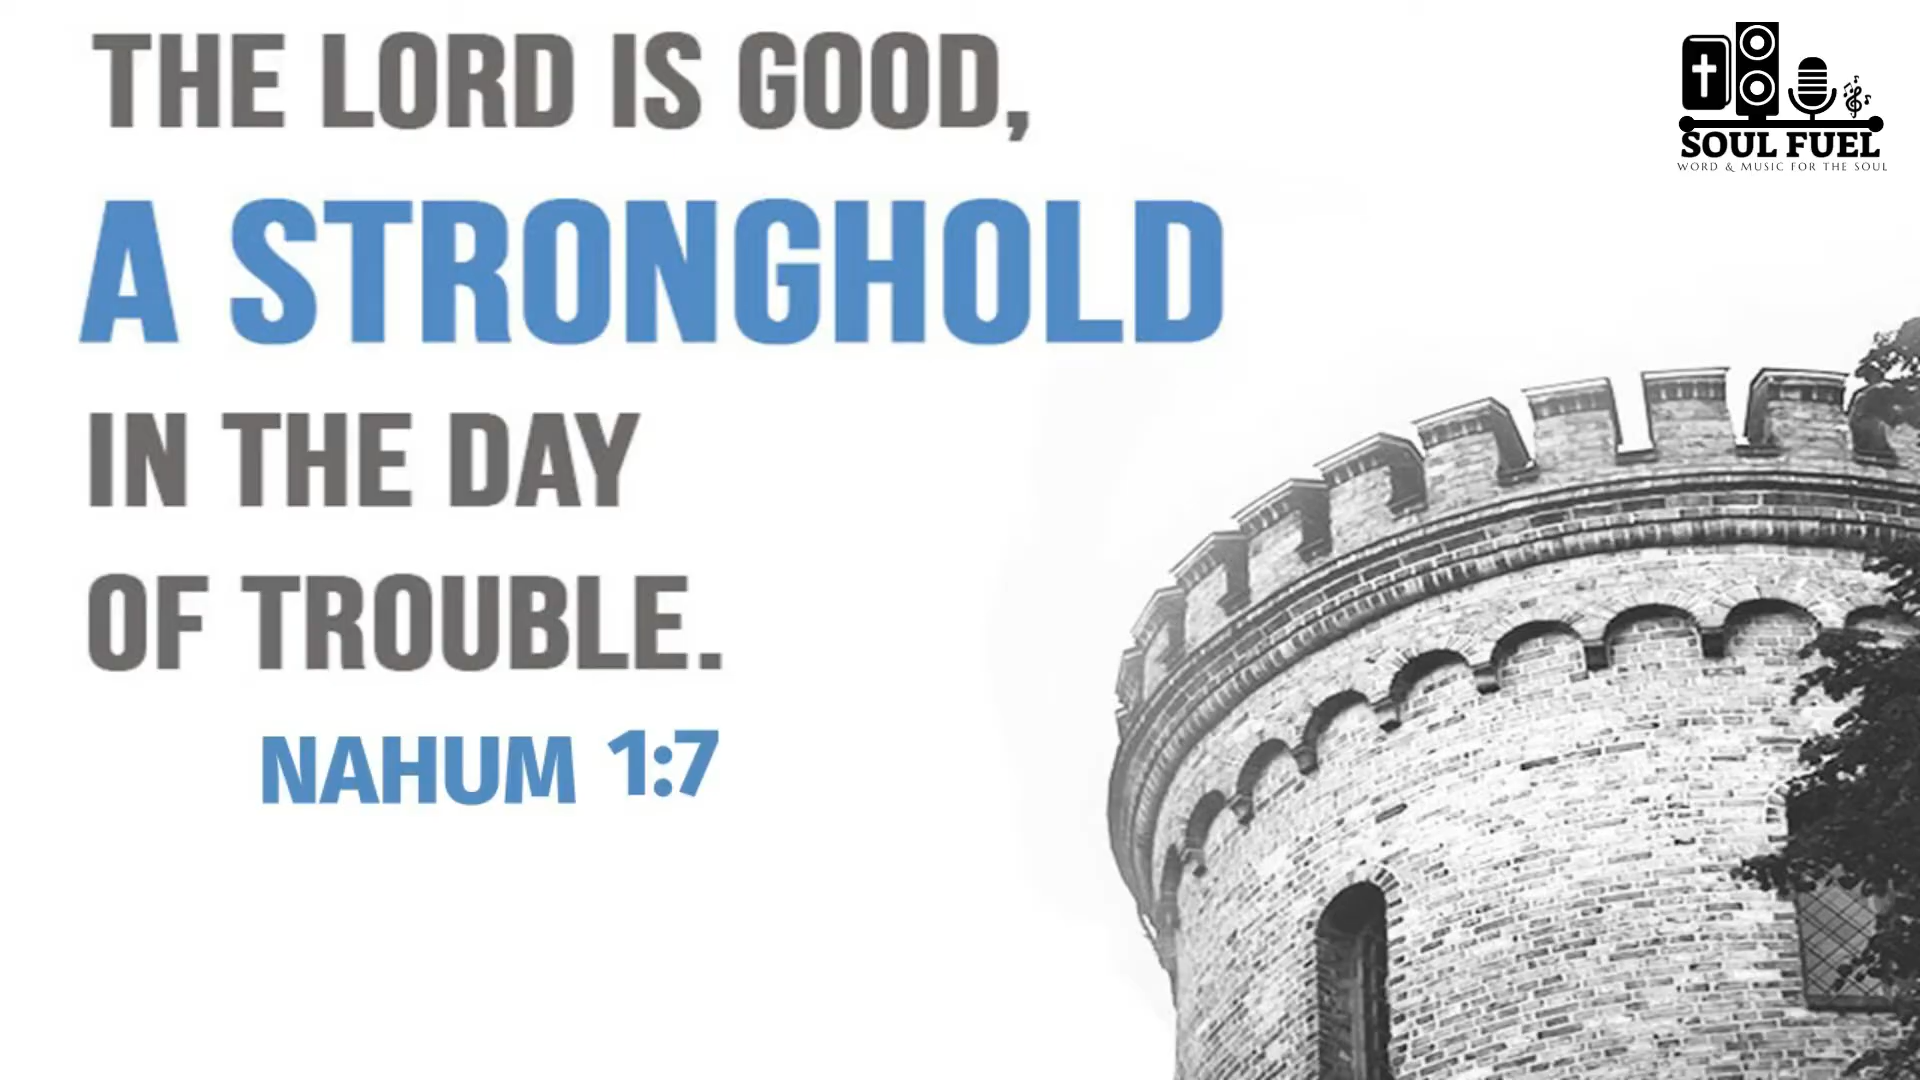 THE LORD IS GOOD,
A STRONGHOLD
IN THE DAY
OF TROUBLE.
NAHUM 1:7
SOUL FUEL
WORD & MUSIC FOR THE SOUL